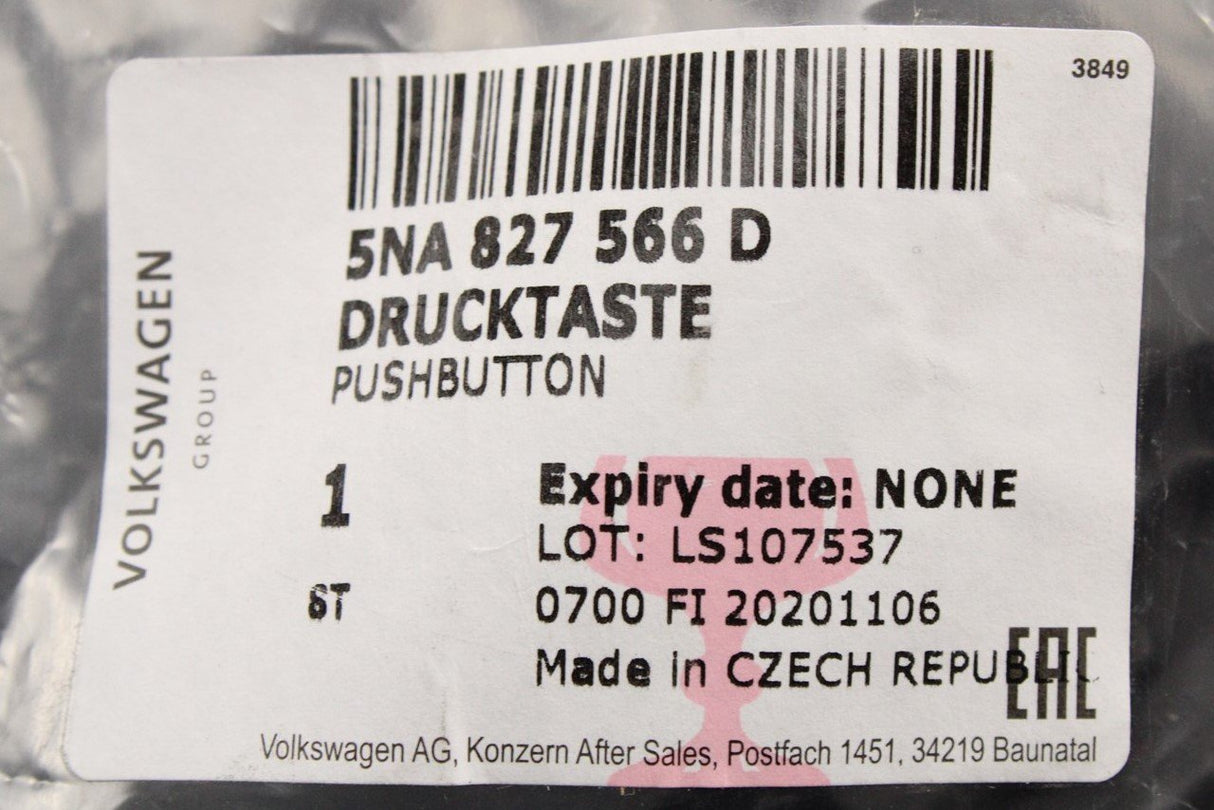 3849
5NA 827 566 D
DRUCKTASTE
PUSHBUTTON
VOLKSWAGEN
GROUP
1
Expiry date: NONE
LOT: LS107537
ST
0700 FI 20201106
Made in CZECH REPUBLIC
EAC
Volkswagen AG, Konzern After Sales, Postfach 1451, 34219 Baunatal